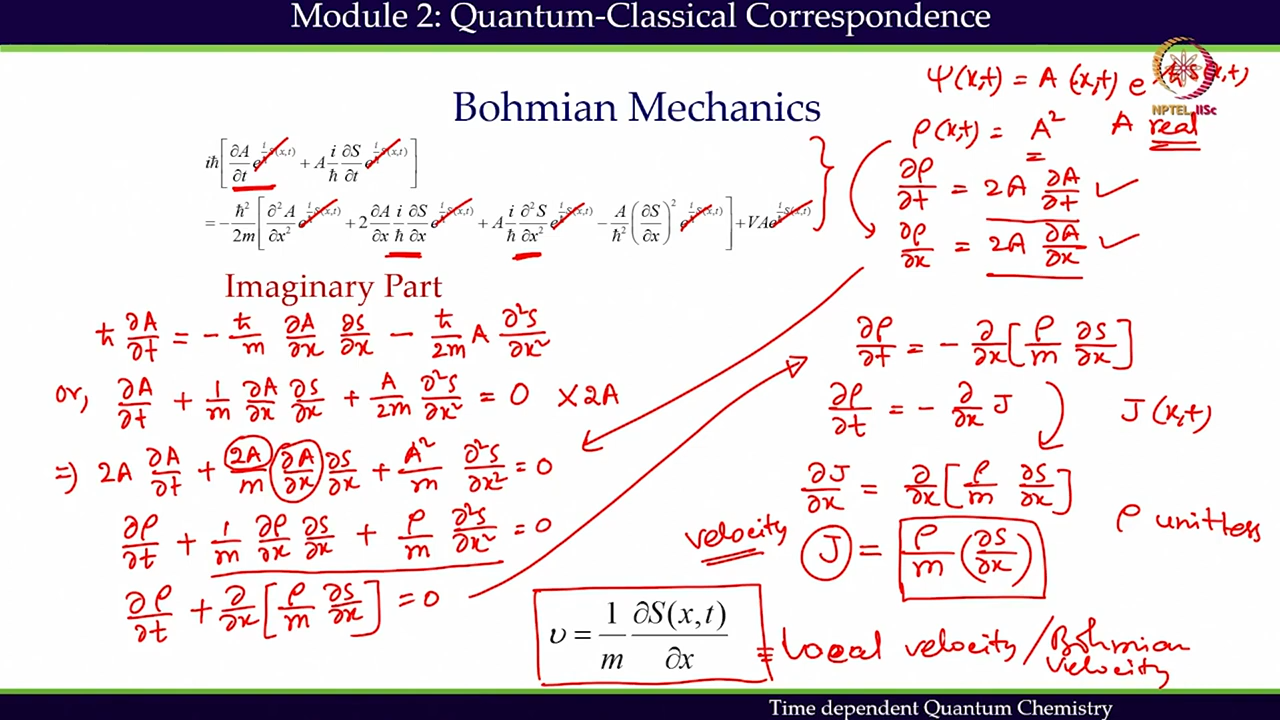 Module 2: Quantum-Classical Correspondence
Bohmian Mechanics
NPTEL, IISc
Ψ(x,t) = A(x,t) e^{i/ħ S(x,t)}
ρ(x,t) = A² A real
∂ρ/∂t = 2A ∂A/∂t ✓
∂ρ/∂x = 2A ∂A/∂x ✓
iħ[∂A/∂t e^{i/ħ S(x,t)} + A i/ħ ∂S/∂t e^{i/ħ S(x,t)}]
= −ħ²/2m [∂²A/∂x² e^{i/ħ S(x,t)} + 2 ∂A/∂x i/ħ ∂S/∂x e^{i/ħ S(x,t)} + A i/ħ ∂²S/∂x² e^{i/ħ S(x,t)} − A/ħ² (∂S/∂x)² e^{i/ħ S(x,t)}] + VAe^{i/ħ S(x,t)}
Imaginary Part
ħ ∂A/∂t = − ħ/m ∂A/∂x ∂S/∂x − ħ/2m A ∂²S/∂x²
or, ∂A/∂t + 1/m ∂A/∂x ∂S/∂x + A/2m ∂²S/∂x² = 0 ×2A
⇒ 2A ∂A/∂t + 2A/m ∂A/∂x ∂S/∂x + A²/m ∂²S/∂x² = 0
∂ρ/∂t + 1/m ∂ρ/∂x ∂S/∂x + ρ/m ∂²S/∂x² = 0
∂ρ/∂t + ∂/∂x [ρ/m ∂S/∂x] = 0
∂ρ/∂t = − ∂/∂x [ρ/m ∂S/∂x]
∂ρ/∂t = − ∂/∂x J J(x,t)
∂J/∂x = ∂/∂x [ρ/m ∂S/∂x]
ρ unitless
velocity J = ρ/m (∂S/∂x)
υ = 1/m ∂S(x,t)/∂x = Local velocity / Bohmian velocity
Time dependent Quantum Chemistry